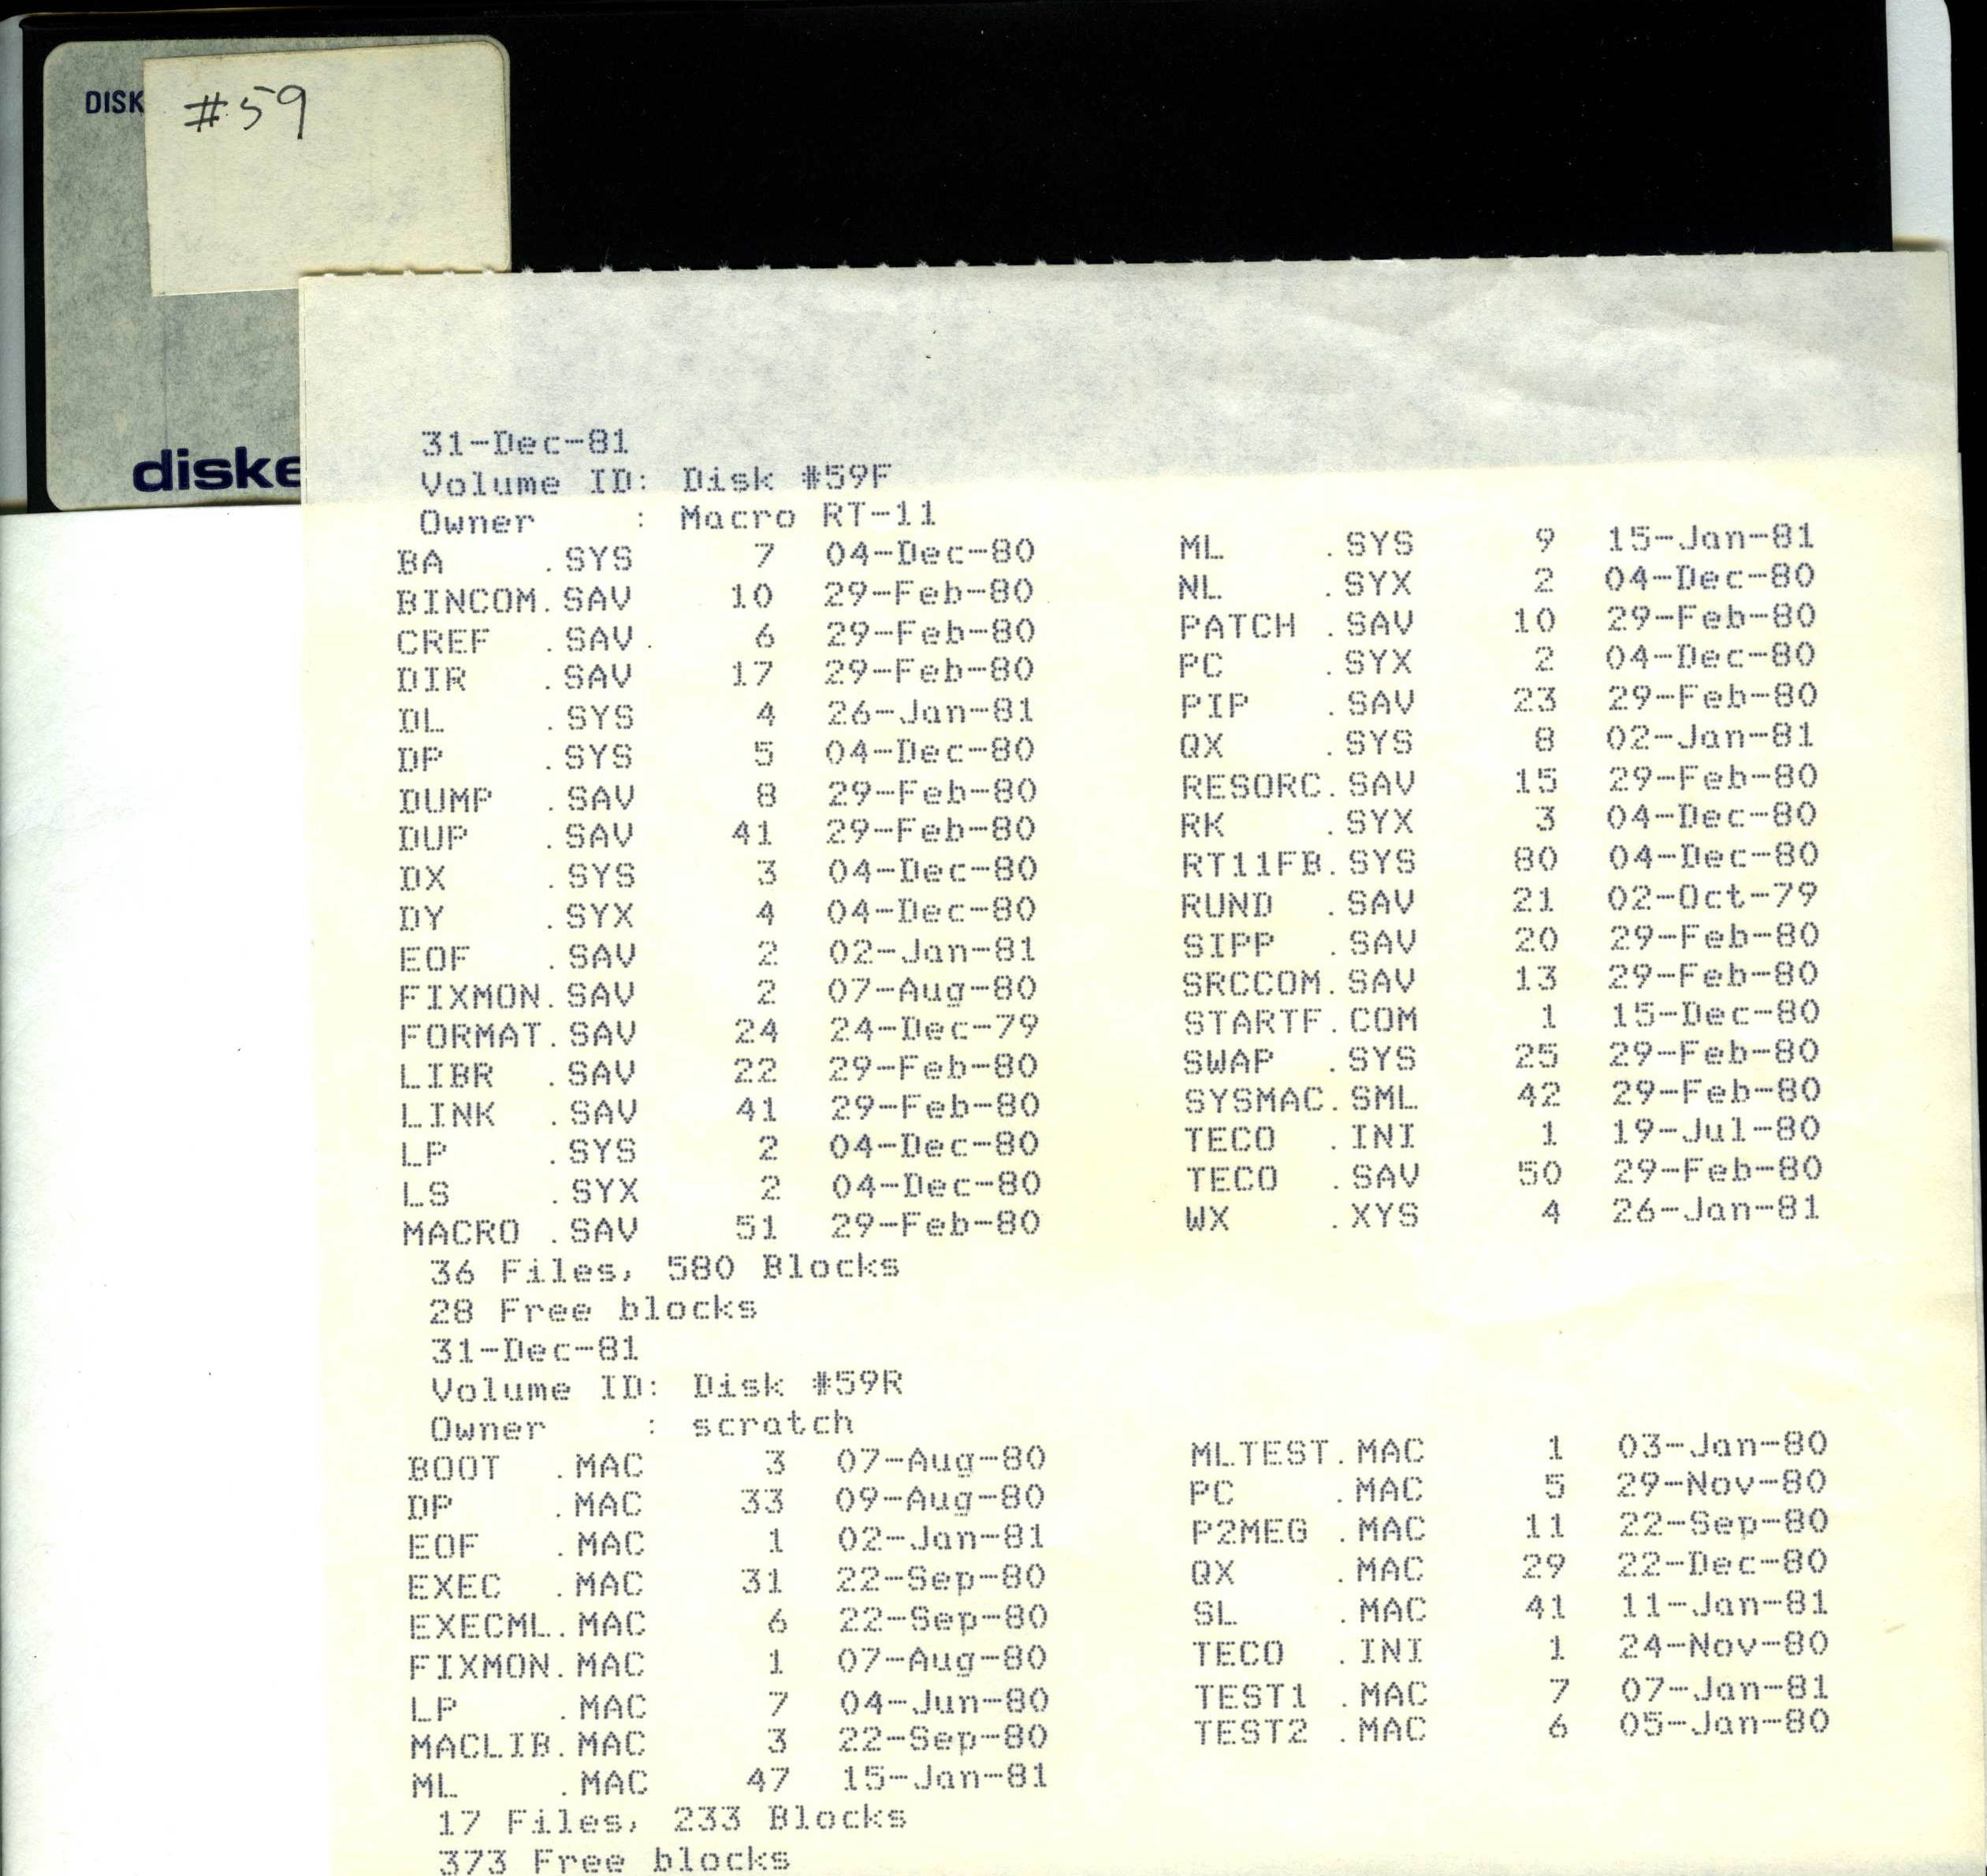 DISK
#59
diske
31-Dec-81
Volume ID: Disk #59F
Owner : Macro RT-11
BA .SYS 7 04-Dec-80 ML .SYS 9 15-Jan-81
BINCOM.SAV 10 29-Feb-80 NL .SYX 2 04-Dec-80
CREF .SAV 6 29-Feb-80 PATCH .SAV 10 29-Feb-80
DIR .SAV 17 29-Feb-80 PC .SYX 2 04-Dec-80
DL .SYS 4 26-Jan-81 PIP .SAV 23 29-Feb-80
DP .SYS 5 04-Dec-80 QX .SYS 8 02-Jan-81
DUMP .SAV 8 29-Feb-80 RESORC.SAV 15 29-Feb-80
DUP .SAV 41 29-Feb-80 RK .SYX 3 04-Dec-80
DX .SYS 3 04-Dec-80 RT11FB.SYS 80 04-Dec-80
DY .SYX 4 04-Dec-80 RUND .SAV 21 02-Oct-79
EOF .SAV 2 02-Jan-81 SIPP .SAV 20 29-Feb-80
FIXMON.SAV 2 07-Aug-80 SRCCOM.SAV 13 29-Feb-80
FORMAT.SAV 24 24-Dec-79 STARTF.COM 1 15-Dec-80
LIBR .SAV 22 29-Feb-80 SWAP .SYS 25 29-Feb-80
LINK .SAV 41 29-Feb-80 SYSMAC.SML 42 29-Feb-80
LP .SYS 2 04-Dec-80 TECO .INI 1 19-Jul-80
LS .SYX 2 04-Dec-80 TECO .SAV 50 29-Feb-80
MACRO .SAV 51 29-Feb-80 WX .XYS 4 26-Jan-81
36 Files, 580 Blocks
28 Free blocks
31-Dec-81
Volume ID: Disk #59R
Owner : scratch
BOOT .MAC 3 07-Aug-80 MLTEST.MAC 1 03-Jan-80
DP .MAC 33 09-Aug-80 PC .MAC 5 29-Nov-80
EOF .MAC 1 02-Jan-81 P2MEG .MAC 11 22-Sep-80
EXEC .MAC 31 22-Sep-80 QX .MAC 29 22-Dec-80
EXECML.MAC 6 22-Sep-80 SL .MAC 41 11-Jan-81
FIXMON.MAC 1 07-Aug-80 TECO .INI 1 24-Nov-80
LP .MAC 7 04-Jun-80 TEST1 .MAC 7 07-Jan-81
MACLIB.MAC 3 22-Sep-80 TEST2 .MAC 6 05-Jan-80
ML .MAC 47 15-Jan-81
17 Files, 233 Blocks
373 Free blocks